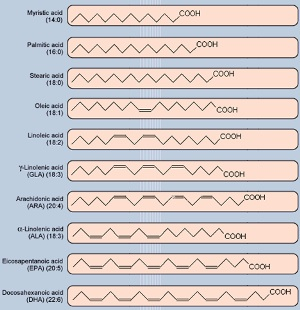 Myristic acid
(14:0)
COOH
Palmitic acid
(16:0)
COOH
Stearic acid
(18:0)
COOH
Oleic acid
(18:1)
COOH
Linoleic acid
(18:2)
COOH
γ-Linolenic acid
(GLA) (18:3)
COOH
Arachidonic acid
(ARA) (20:4)
COOH
α-Linolenic acid
(ALA) (18:3)
COOH
Eicosapentanoic acid
(EPA) (20:5)
COOH
Docosahexanoic acid
(DHA) (22:6)
COOH